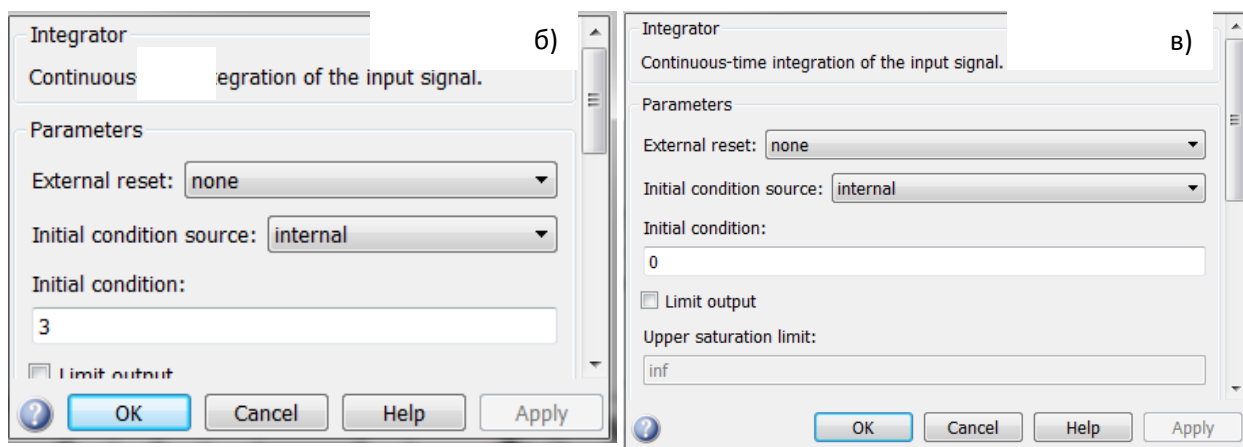 Integrator
б)
Continuous egration of the input signal.
Parameters
External reset: none
Initial condition source: internal
Initial condition:
3
Limit output
OK Cancel Help Apply
Integrator
в)
Continuous-time integration of the input signal.
Parameters
External reset: none
Initial condition source: internal
Initial condition:
0
Limit output
Upper saturation limit:
inf
OK Cancel Help Apply